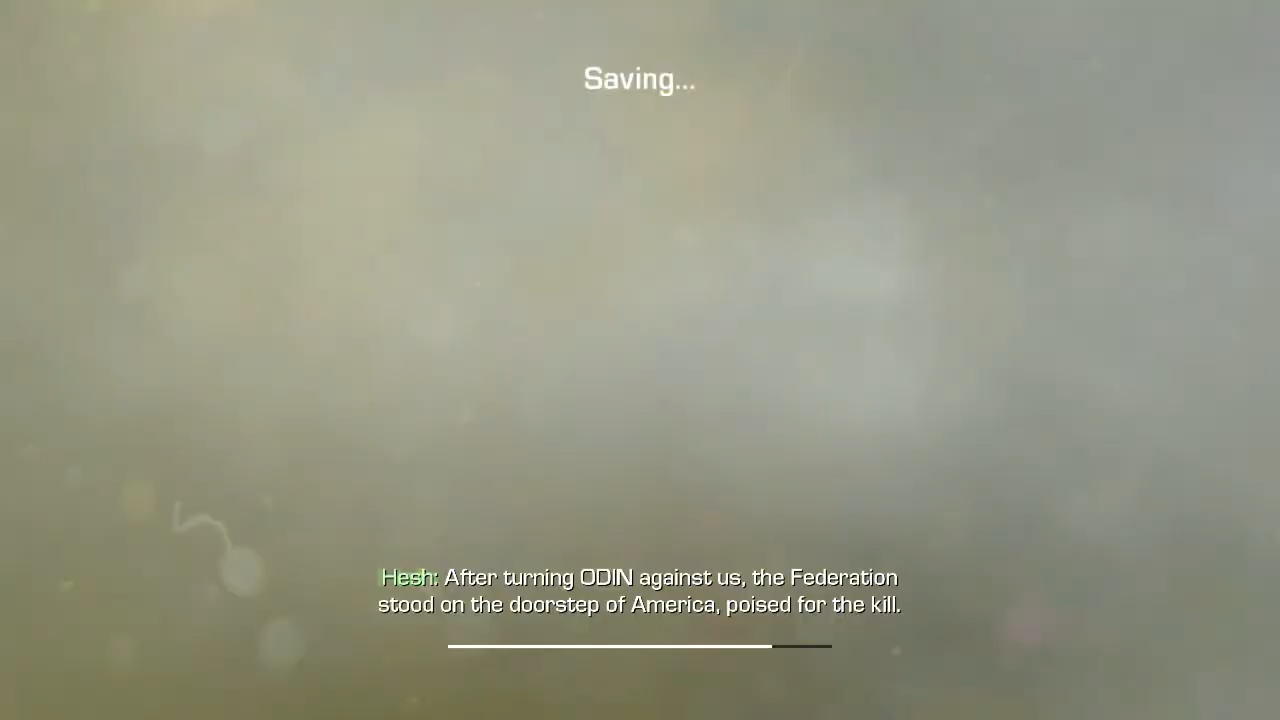 Saving...
Hesh: After turning ODIN against us, the Federation
stood on the doorstep of America, poised for the kill.